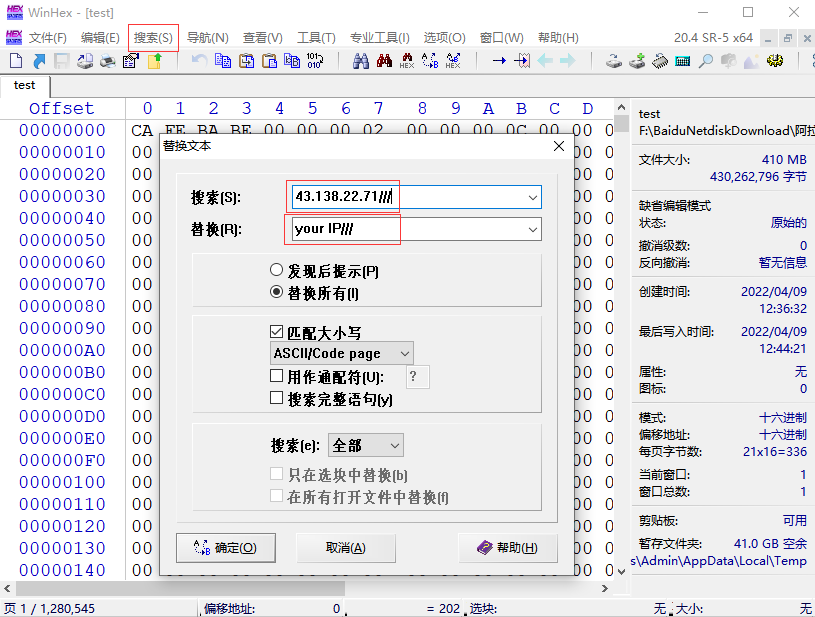 WinHex - [test]
文件(F) 编辑(E) 搜索(S) 导航(N) 查看(V) 工具(T) 专业工具(I) 选项(O) 窗口(W) 帮助(H) 20.4 SR-5 x64
test
Offset 0 1 2 3 4 5 6 7 8 9 A B C D
00000000 CA FE BA BE 00 00 00 02 00 00 00 0C 00 00 0
00000010 00
00000020 00
00000030 00
00000040 00
00000050 00
00000060 00
00000070 00
00000080 00
00000090 00
000000A0 00
000000B0 00
000000C0 00
000000D0 00
000000E0 00
000000F0 00
00000100 00
00000110 00
00000120 00
00000130 00
00000140 00
替换文本
搜索(S): 43.138.22.71///
替换(R): your IP///
发现后提示(P)
替换所有(I)
匹配大小写
ASCII/Code page
用作通配符(U): ?
搜索完整语句(y)
搜索(e): 全部
只在选块中替换(b)
在所有打开文件中替换(f)
确定(O) 取消(A) 帮助(H)
test
F:\BaiduNetdiskDownload\阿拉
文件大小: 410 MB
430,262,796 字节
缺省编辑模式
状态: 原始的
撤消级数: 0
反向撤消: 暂无信息
创建时间: 2022/04/09
12:36:32
最后写入时间: 2022/04/09
12:44:21
属性: 无
图标: 0
模式: 十六进制
偏移地址: 十六进制
每页字节数: 21x16=336
当前窗口: 1
窗口总数: 1
剪贴板: 可用
暂存文件夹: 41.0 GB 空余
s\Admin\AppData\Local\Temp
页 1 / 1,280,545 偏移地址: 0 = 202 选块: 无 大小: 无